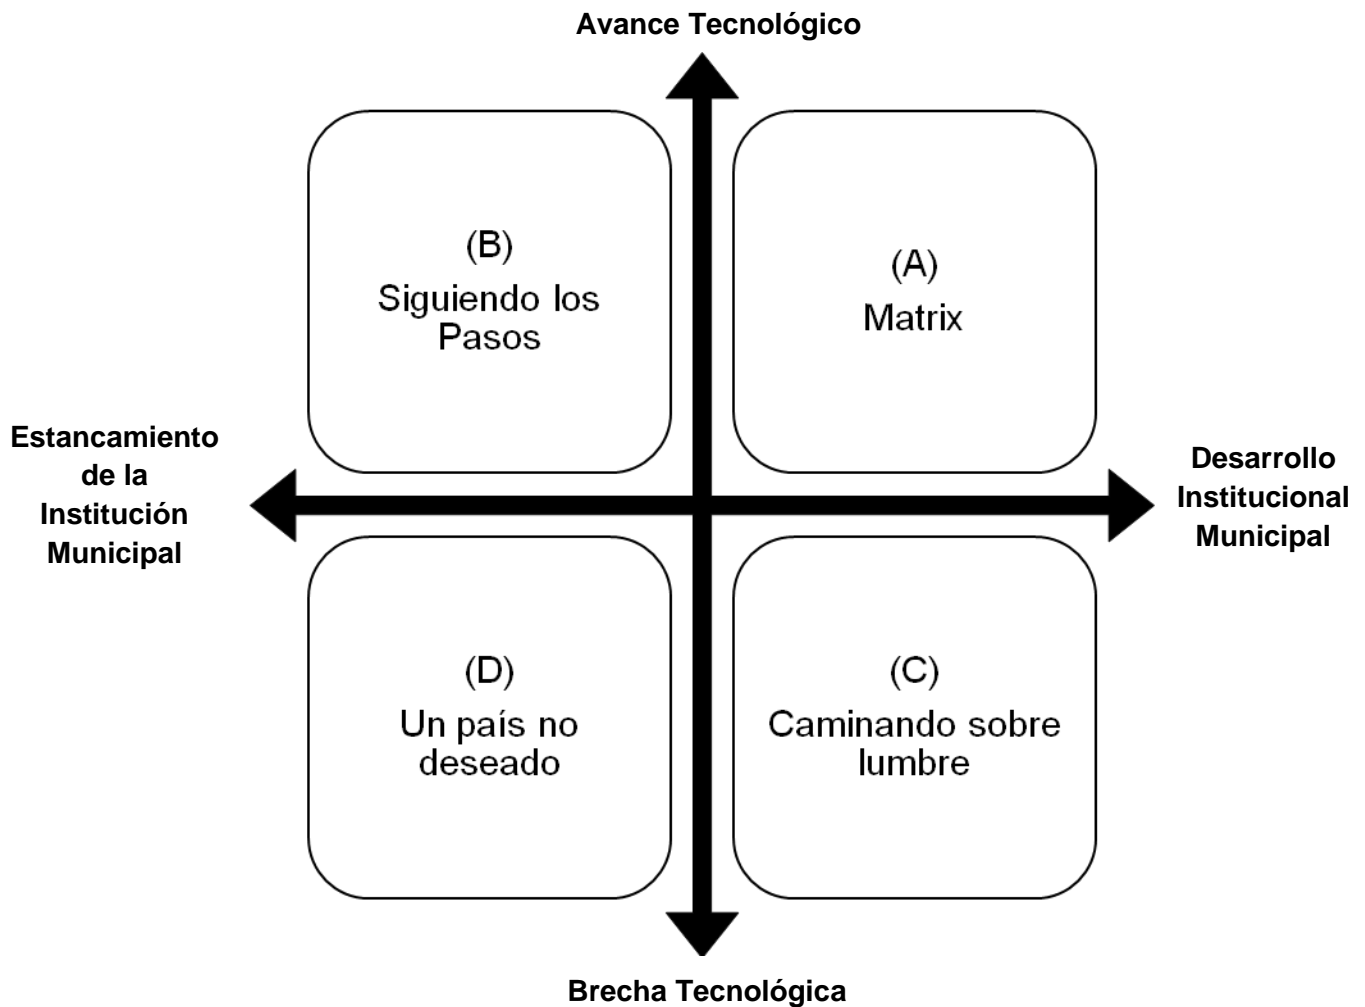 Avance Tecnológico
(B)
Siguiendo los
Pasos
(A)
Matrix
Estancamiento
de la
Institución
Municipal
Desarrollo
Institucional
Municipal
(D)
Un país no
deseado
(C)
Caminando sobre
lumbre
Brecha Tecnológica